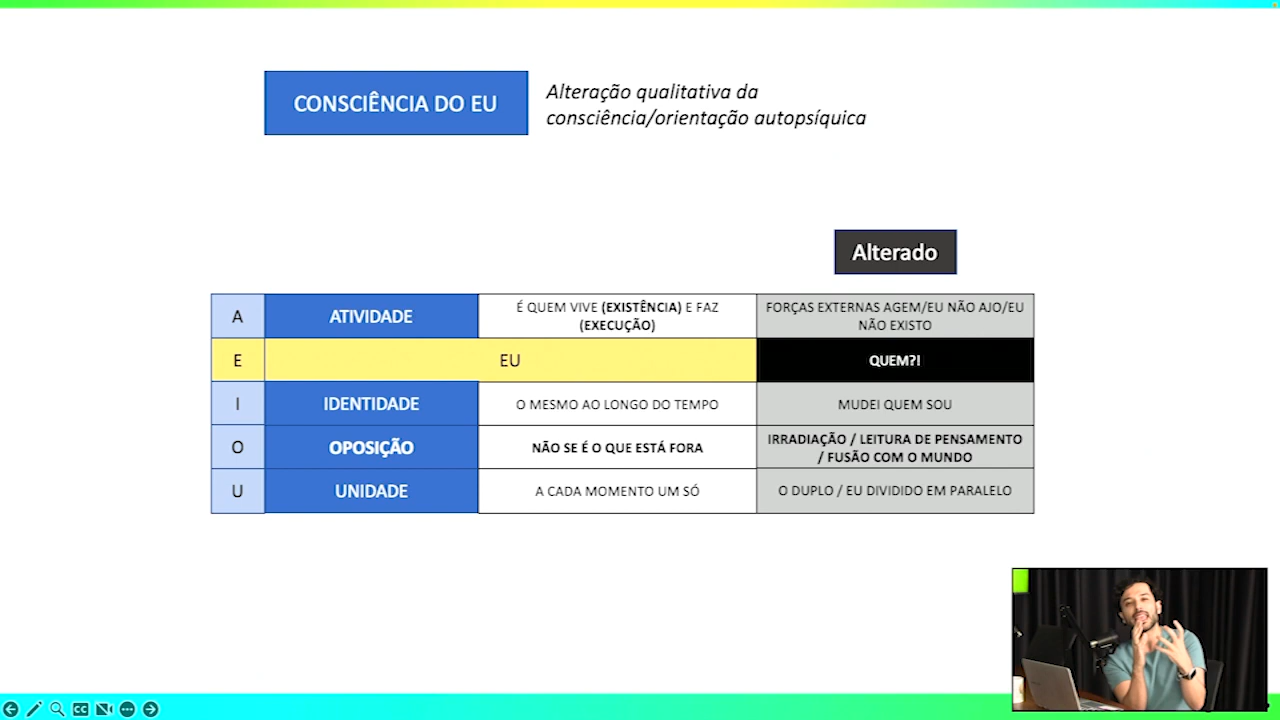 CONSCIÊNCIA DO EU
Alteração qualitativa da
consciência/orientação autopsíquica
Alterado
A
ATIVIDADE
É QUEM VIVE (EXISTÊNCIA) E FAZ
(EXECUÇÃO)
FORÇAS EXTERNAS AGEM/EU NÃO AJO/EU
NÃO EXISTO
E
EU
QUEM?!
I
IDENTIDADE
O MESMO AO LONGO DO TEMPO
MUDEI QUEM SOU
O
OPOSIÇÃO
NÃO SE É O QUE ESTÁ FORA
IRRADIAÇÃO / LEITURA DE PENSAMENTO
/ FUSÃO COM O MUNDO
U
UNIDADE
A CADA MOMENTO UM SÓ
O DUPLO / EU DIVIDIDO EM PARALELO
CC